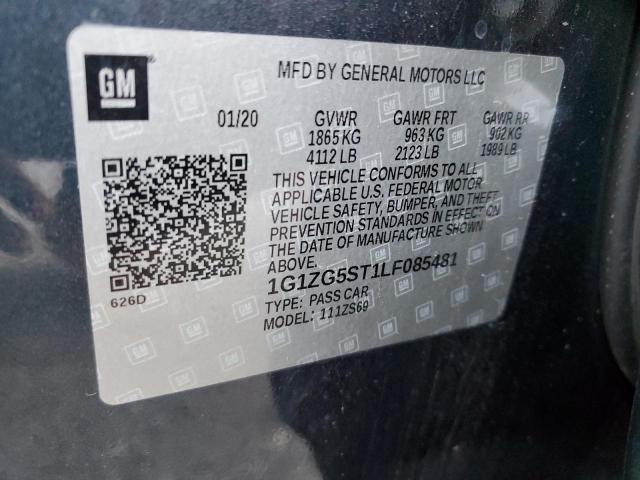 GM
MFD BY GENERAL MOTORS LLC
01/20 GVWR GAWR FRT GAWR RR
1865 KG 963 KG 902 KG
4112 LB 2123 LB 1989 LB
THIS VEHICLE CONFORMS TO ALL
APPLICABLE U.S. FEDERAL MOTOR
VEHICLE SAFETY, BUMPER, AND THEFT
PREVENTION STANDARDS IN EFFECT ON
THE DATE OF MANUFACTURE SHOWN ABOVE.
1G1ZG5ST1LF085481
TYPE: PASS CAR
MODEL: 111ZS69
626D